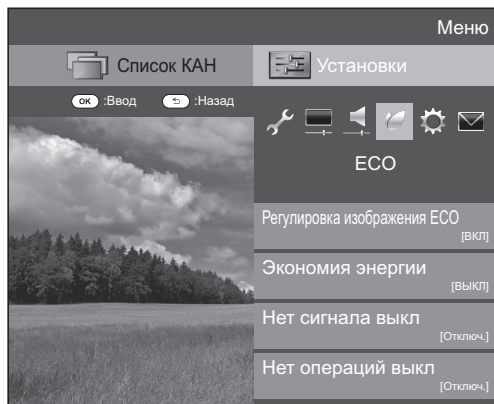 Меню
Список КАН
Установки
OK :Ввод :Назад
ECO
Регулировка изображения ECO
[ВКЛ]
Экономия энергии
[ВЫКЛ]
Нет сигнала выкл
[Отключ.]
Нет операций выкл
[Отключ.]